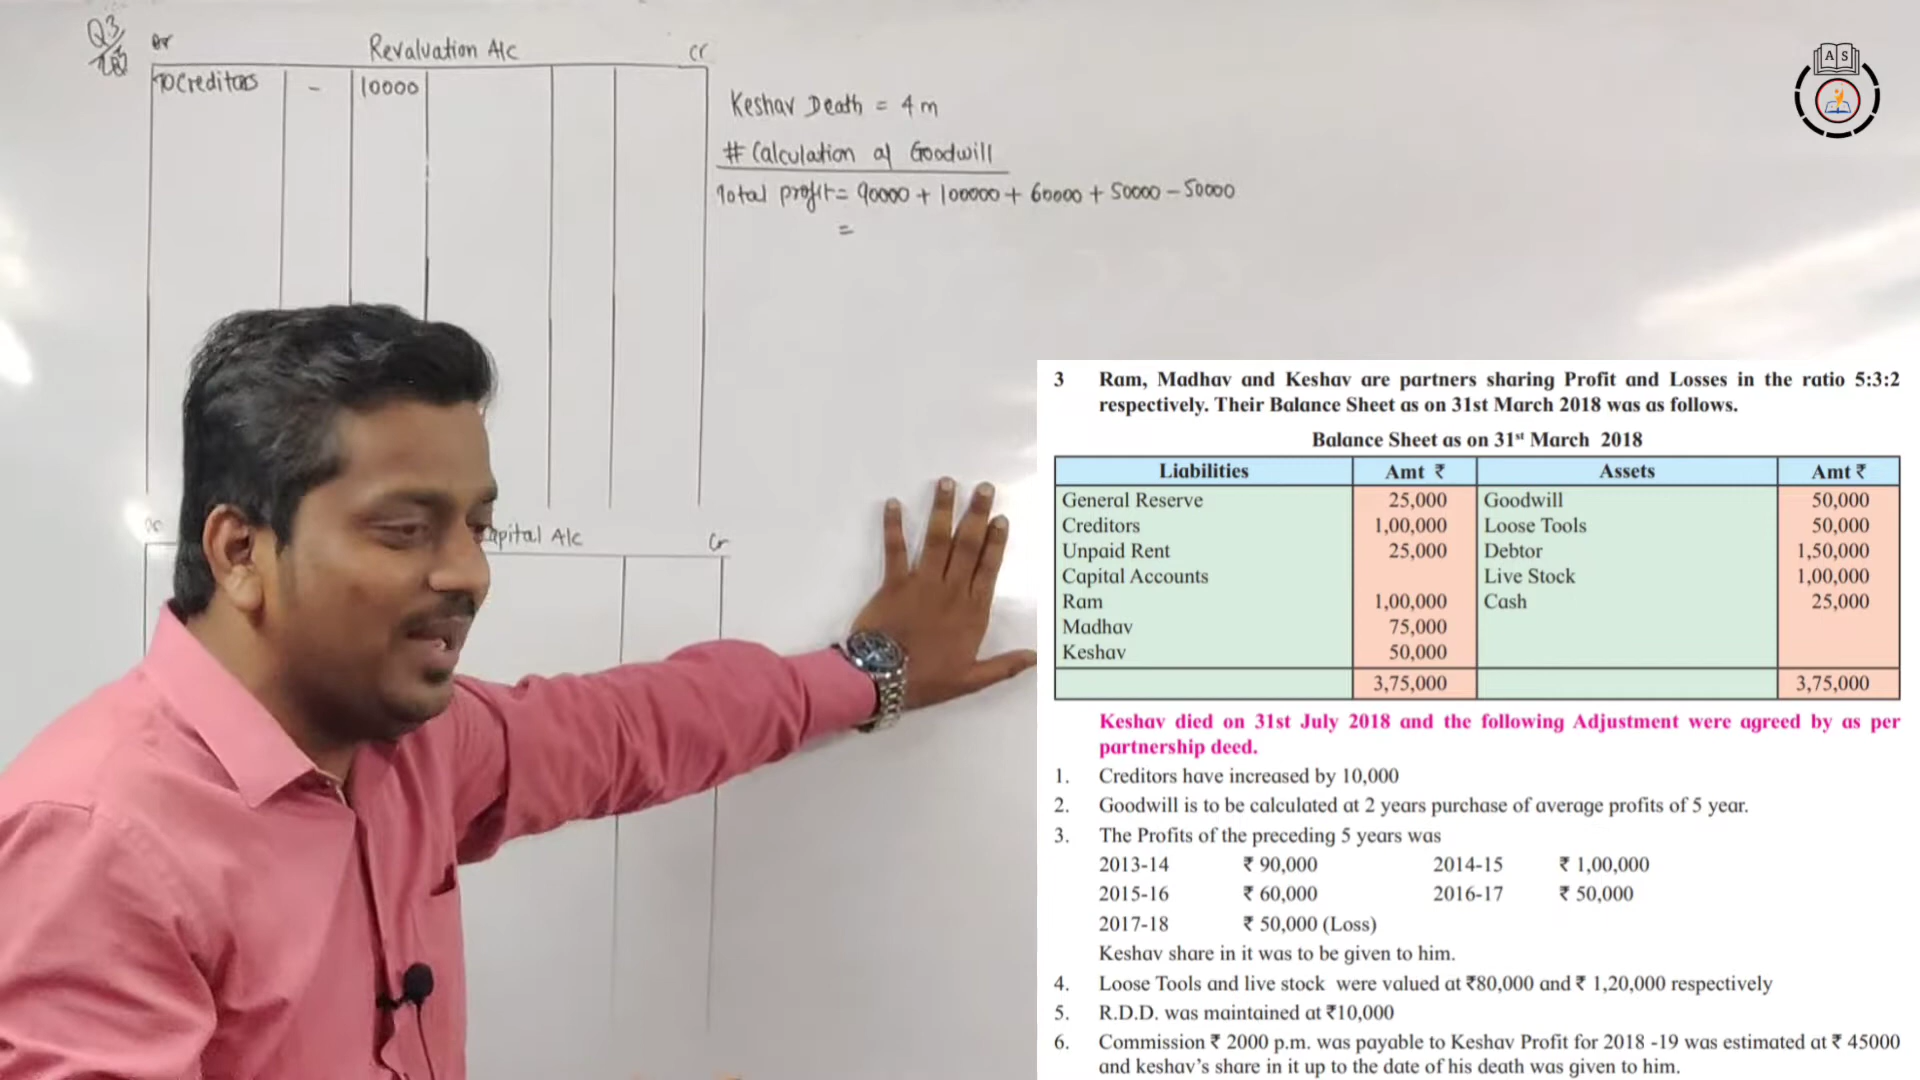 Q3
Dr Revaluation A/c Cr
To Creditors - 10000
Keshav Death = 4 m
# Calculation of Goodwill
Total profit = 90000 + 100000 + 60000 + 50000 - 50000
=
apital A/c Cr
A S
3 Ram, Madhav and Keshav are partners sharing Profit and Losses in the ratio 5:3:2
respectively. Their Balance Sheet as on 31st March 2018 was as follows.
Balance Sheet as on 31st March 2018
Liabilities Amt ₹ Assets Amt ₹
General Reserve 25,000 Goodwill 50,000
Creditors 1,00,000 Loose Tools 50,000
Unpaid Rent 25,000 Debtor 1,50,000
Capital Accounts Live Stock 1,00,000
Ram 1,00,000 Cash 25,000
Madhav 75,000
Keshav 50,000
3,75,000 3,75,000
Keshav died on 31st July 2018 and the following Adjustment were agreed by as per
partnership deed.
1. Creditors have increased by 10,000
2. Goodwill is to be calculated at 2 years purchase of average profits of 5 year.
3. The Profits of the preceding 5 years was
2013-14 ₹ 90,000 2014-15 ₹ 1,00,000
2015-16 ₹ 60,000 2016-17 ₹ 50,000
2017-18 ₹ 50,000 (Loss)
Keshav share in it was to be given to him.
4. Loose Tools and live stock were valued at ₹80,000 and ₹ 1,20,000 respectively
5. R.D.D. was maintained at ₹10,000
6. Commission ₹ 2000 p.m. was payable to Keshav Profit for 2018 -19 was estimated at ₹ 45000
and keshav's share in it up to the date of his death was given to him.